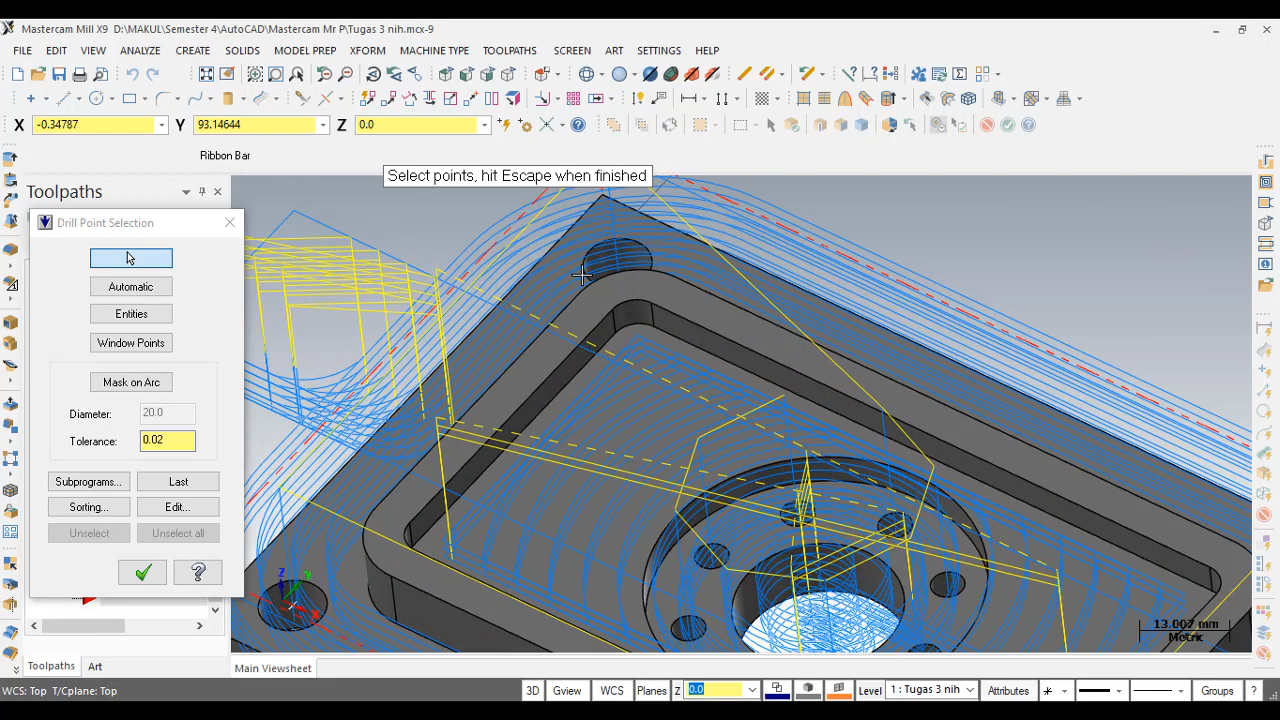 Mastercam Mill X9 D:\MAKUL\Semester 4\AutoCAD\Mastercam Mr P\Tugas 3 nih.mcx-9
FILE EDIT VIEW ANALYZE CREATE SOLIDS MODEL PREP XFORM MACHINE TYPE TOOLPATHS SCREEN ART SETTINGS HELP
X -0.34787 Y 93.14644 Z 0.0
Ribbon Bar
Select points, hit Escape when finished
Toolpaths
Drill Point Selection
Automatic
Entities
Window Points
Mask on Arc
Diameter: 20.0
Tolerance: 0.02
Subprograms... Last
Sorting... Edit...
Unselect Unselect all
Z Y X
13.007 mm
Metric
Toolpaths Art
Main Viewsheet
WCS: Top T/Cplane: Top
3D Gview WCS Planes Z 0.0 Level 1 : Tugas 3 nih Attributes Groups ?